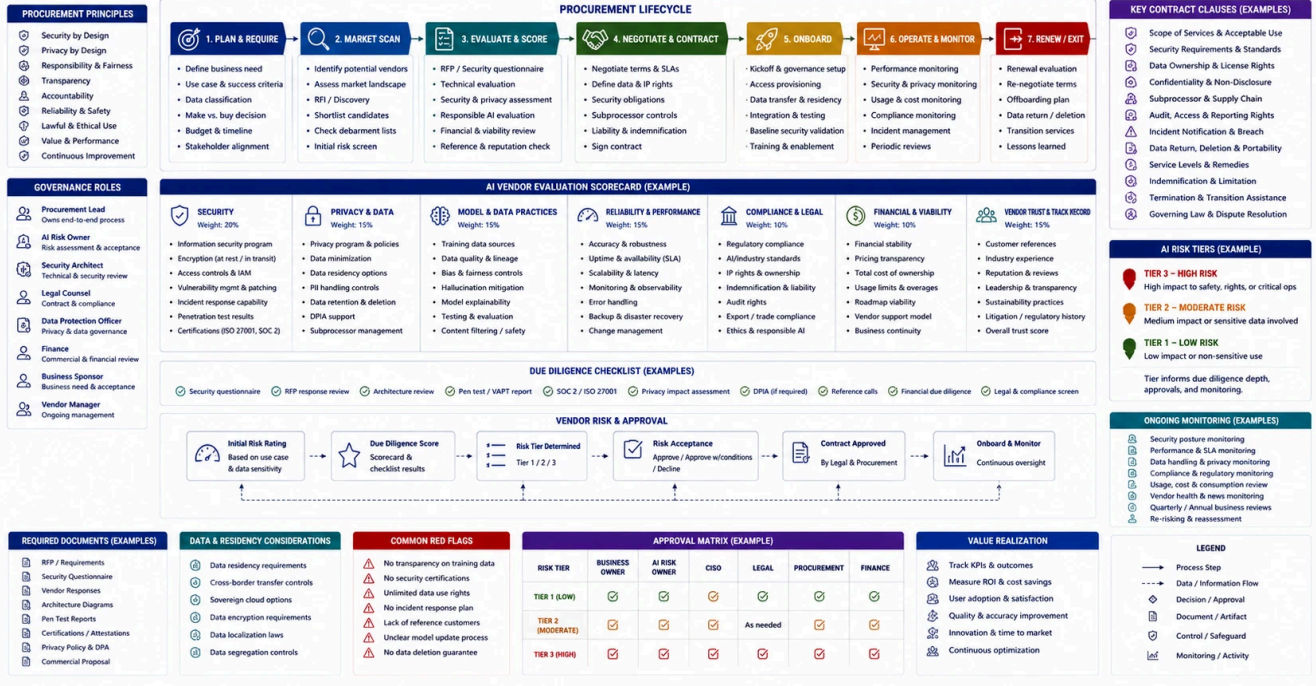 PROCUREMENT PRINCIPLES
Security by Design
Privacy by Design
Responsibility & Fairness
Transparency
Accountability
Reliability & Safety
Lawful & Ethical Use
Value & Performance
Continuous Improvement
GOVERNANCE ROLES
Procurement Lead
Owns end-to-end process
AI Risk Owner
Risk assessment & acceptance
Security Architect
Technical & security review
Legal Counsel
Contract & compliance
Data Protection Officer
Privacy & data governance
Finance
Commercial & financial review
Business Sponsor
Business need & acceptance
Vendor Manager
Ongoing management
PROCUREMENT LIFECYCLE
1. PLAN & REQUIRE
• Define business need
• Use case & success criteria
• Data classification
• Make vs. buy decision
• Budget & timeline
• Stakeholder alignment
2. MARKET SCAN
• Identify potential vendors
• Assess market landscape
• RFI / Discovery
• Shortlist candidates
• Check debarment lists
• Initial risk screen
3. EVALUATE & SCORE
• RFP / Security questionnaire
• Technical evaluation
• Security & privacy assessment
• Responsible AI evaluation
• Financial & viability review
• Reference & reputation check
4. NEGOTIATE & CONTRACT
• Negotiate terms & SLAs
• Define data & IP rights
• Security obligations
• Subprocessor controls
• Liability & indemnification
• Sign contract
5. ONBOARD
· Kickoff & governance setup
· Access provisioning
· Data transfer & residency
· Integration & testing
· Baseline security validation
· Training & enablement
6. OPERATE & MONITOR
• Performance monitoring
• Security & privacy monitoring
• Usage & cost monitoring
• Compliance monitoring
• Incident management
• Periodic reviews
7. RENEW / EXIT
• Renewal evaluation
• Re-negotiate terms
• Offboarding plan
• Data return / deletion
• Transition services
• Lessons learned
AI VENDOR EVALUATION SCORECARD (EXAMPLE)
SECURITY
Weight: 20%
• Information security program
• Encryption (at rest / in transit)
• Access controls & IAM
• Vulnerability mgmt & patching
• Incident response capability
• Penetration test results
• Certifications (ISO 27001, SOC 2)
PRIVACY & DATA
Weight: 15%
• Privacy program & policies
• Data minimization
• Data residency options
• PII handling controls
• Data retention & deletion
• DPIA support
• Subprocessor management
MODEL & DATA PRACTICES
Weight: 15%
• Training data sources
• Data quality & lineage
• Bias & fairness controls
• Hallucination mitigation
• Model explainability
• Testing & evaluation
• Content filtering / safety
RELIABILITY & PERFORMANCE
Weight: 15%
• Accuracy & robustness
• Uptime & availability (SLA)
• Scalability & latency
• Monitoring & observability
• Error handling
• Backup & disaster recovery
• Change management
COMPLIANCE & LEGAL
Weight: 10%
• Regulatory compliance
• AI/industry standards
• IP rights & ownership
• Indemnification & liability
• Audit rights
• Export / trade compliance
• Ethics & responsible AI
FINANCIAL & VIABILITY
Weight: 10%
• Financial stability
• Pricing transparency
• Total cost of ownership
• Usage limits & overages
• Roadmap viability
• Vendor support model
• Business continuity
VENDOR TRUST & TRACK RECORD
Weight: 15%
• Customer references
• Industry experience
• Reputation & reviews
• Leadership & transparency
• Sustainability practices
• Litigation / regulatory history
• Overall trust score
DUE DILIGENCE CHECKLIST (EXAMPLES)
Security questionnaire
RFP response review
Architecture review
Pen test / VAPT report
SOC 2 / ISO 27001
Privacy impact assessment
DPIA (if required)
Reference calls
Financial due diligence
Legal & compliance screen
VENDOR RISK & APPROVAL
Initial Risk Rating
Based on use case
& data sensitivity
Due Diligence Score
Scorecard &
checklist results
Risk Tier Determined
Tier 1 / 2 / 3
Risk Acceptance
Approve / Approve w/conditions
/ Decline
Contract Approved
By Legal & Procurement
Onboard & Monitor
Continuous oversight
KEY CONTRACT CLAUSES (EXAMPLES)
Scope of Services & Acceptable Use
Security Requirements & Standards
Data Ownership & License Rights
Confidentiality & Non-Disclosure
Subprocessor & Supply Chain
Audit, Access & Reporting Rights
Incident Notification & Breach
Data Return, Deletion & Portability
Service Levels & Remedies
Indemnification & Limitation
Termination & Transition Assistance
Governing Law & Dispute Resolution
AI RISK TIERS (EXAMPLE)
TIER 3 – HIGH RISK
High impact to safety, rights, or critical ops
TIER 2 – MODERATE RISK
Medium impact or sensitive data involved
TIER 1 – LOW RISK
Low impact or non-sensitive use
Tier informs due diligence depth,
approvals, and monitoring.
ONGOING MONITORING (EXAMPLES)
Security posture monitoring
Performance & SLA monitoring
Data handling & privacy monitoring
Compliance & regulatory monitoring
Usage, cost & consumption review
Vendor health & news monitoring
Quarterly / Annual business reviews
Re-risking & reassessment
REQUIRED DOCUMENTS (EXAMPLES)
RFP / Requirements
Security Questionnaire
Vendor Responses
Architecture Diagrams
Pen Test Reports
Certifications / Attestations
Privacy Policy & DPA
Commercial Proposal
DATA & RESIDENCY CONSIDERATIONS
Data residency requirements
Cross-border transfer controls
Sovereign cloud options
Data encryption requirements
Data localization laws
Data segregation controls
COMMON RED FLAGS
No transparency on training data
No security certifications
Unlimited data use rights
No incident response plan
Lack of reference customers
Unclear model update process
No data deletion guarantee
APPROVAL MATRIX (EXAMPLE)
RISK TIER
BUSINESS
OWNER
AI RISK
OWNER
CISO
LEGAL
PROCUREMENT
FINANCE
TIER 1 (LOW)
TIER 2
(MODERATE)
As needed
TIER 3 (HIGH)
VALUE REALIZATION
Track KPIs & outcomes
Measure ROI & cost savings
User adoption & satisfaction
Quality & accuracy improvement
Innovation & time to market
Continuous optimization
LEGEND
Process Step
Data / Information Flow
Decision / Approval
Document / Artifact
Control / Safeguard
Monitoring / Activity